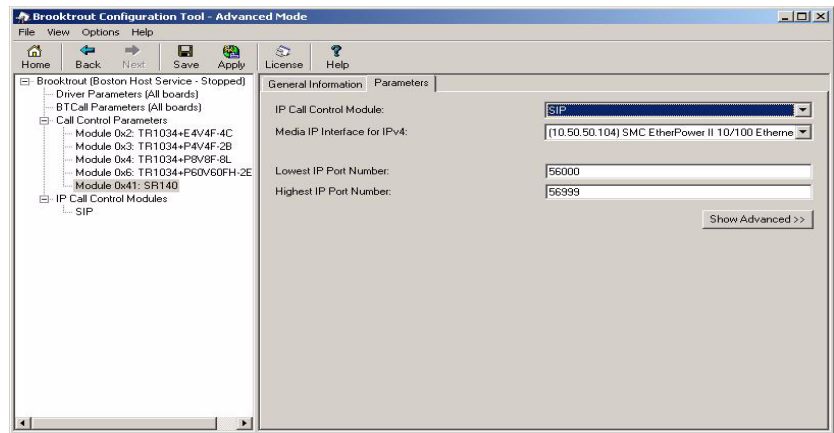 Brooktrout Configuration Tool - Advanced Mode
File View Options Help
Home Back Next Save Apply License Help
Brooktrout (Boston Host Service - Stopped)
Driver Parameters (All boards)
BTCall Parameters (All boards)
Call Control Parameters
Module 0x2: TR1034+E4V4F-4C
Module 0x3: TR1034+P4V4F-2B
Module 0x4: TR1034+P8V8F-8L
Module 0x6: TR1034+P60V60FH-2E
Module 0x41: SR140
IP Call Control Modules
SIP
General Information Parameters
IP Call Control Module: SIP
Media IP Interface for IPv4: (10.50.50.104) SMC EtherPower II 10/100 Etherne
Lowest IP Port Number: 56000
Highest IP Port Number: 56999
Show Advanced >>